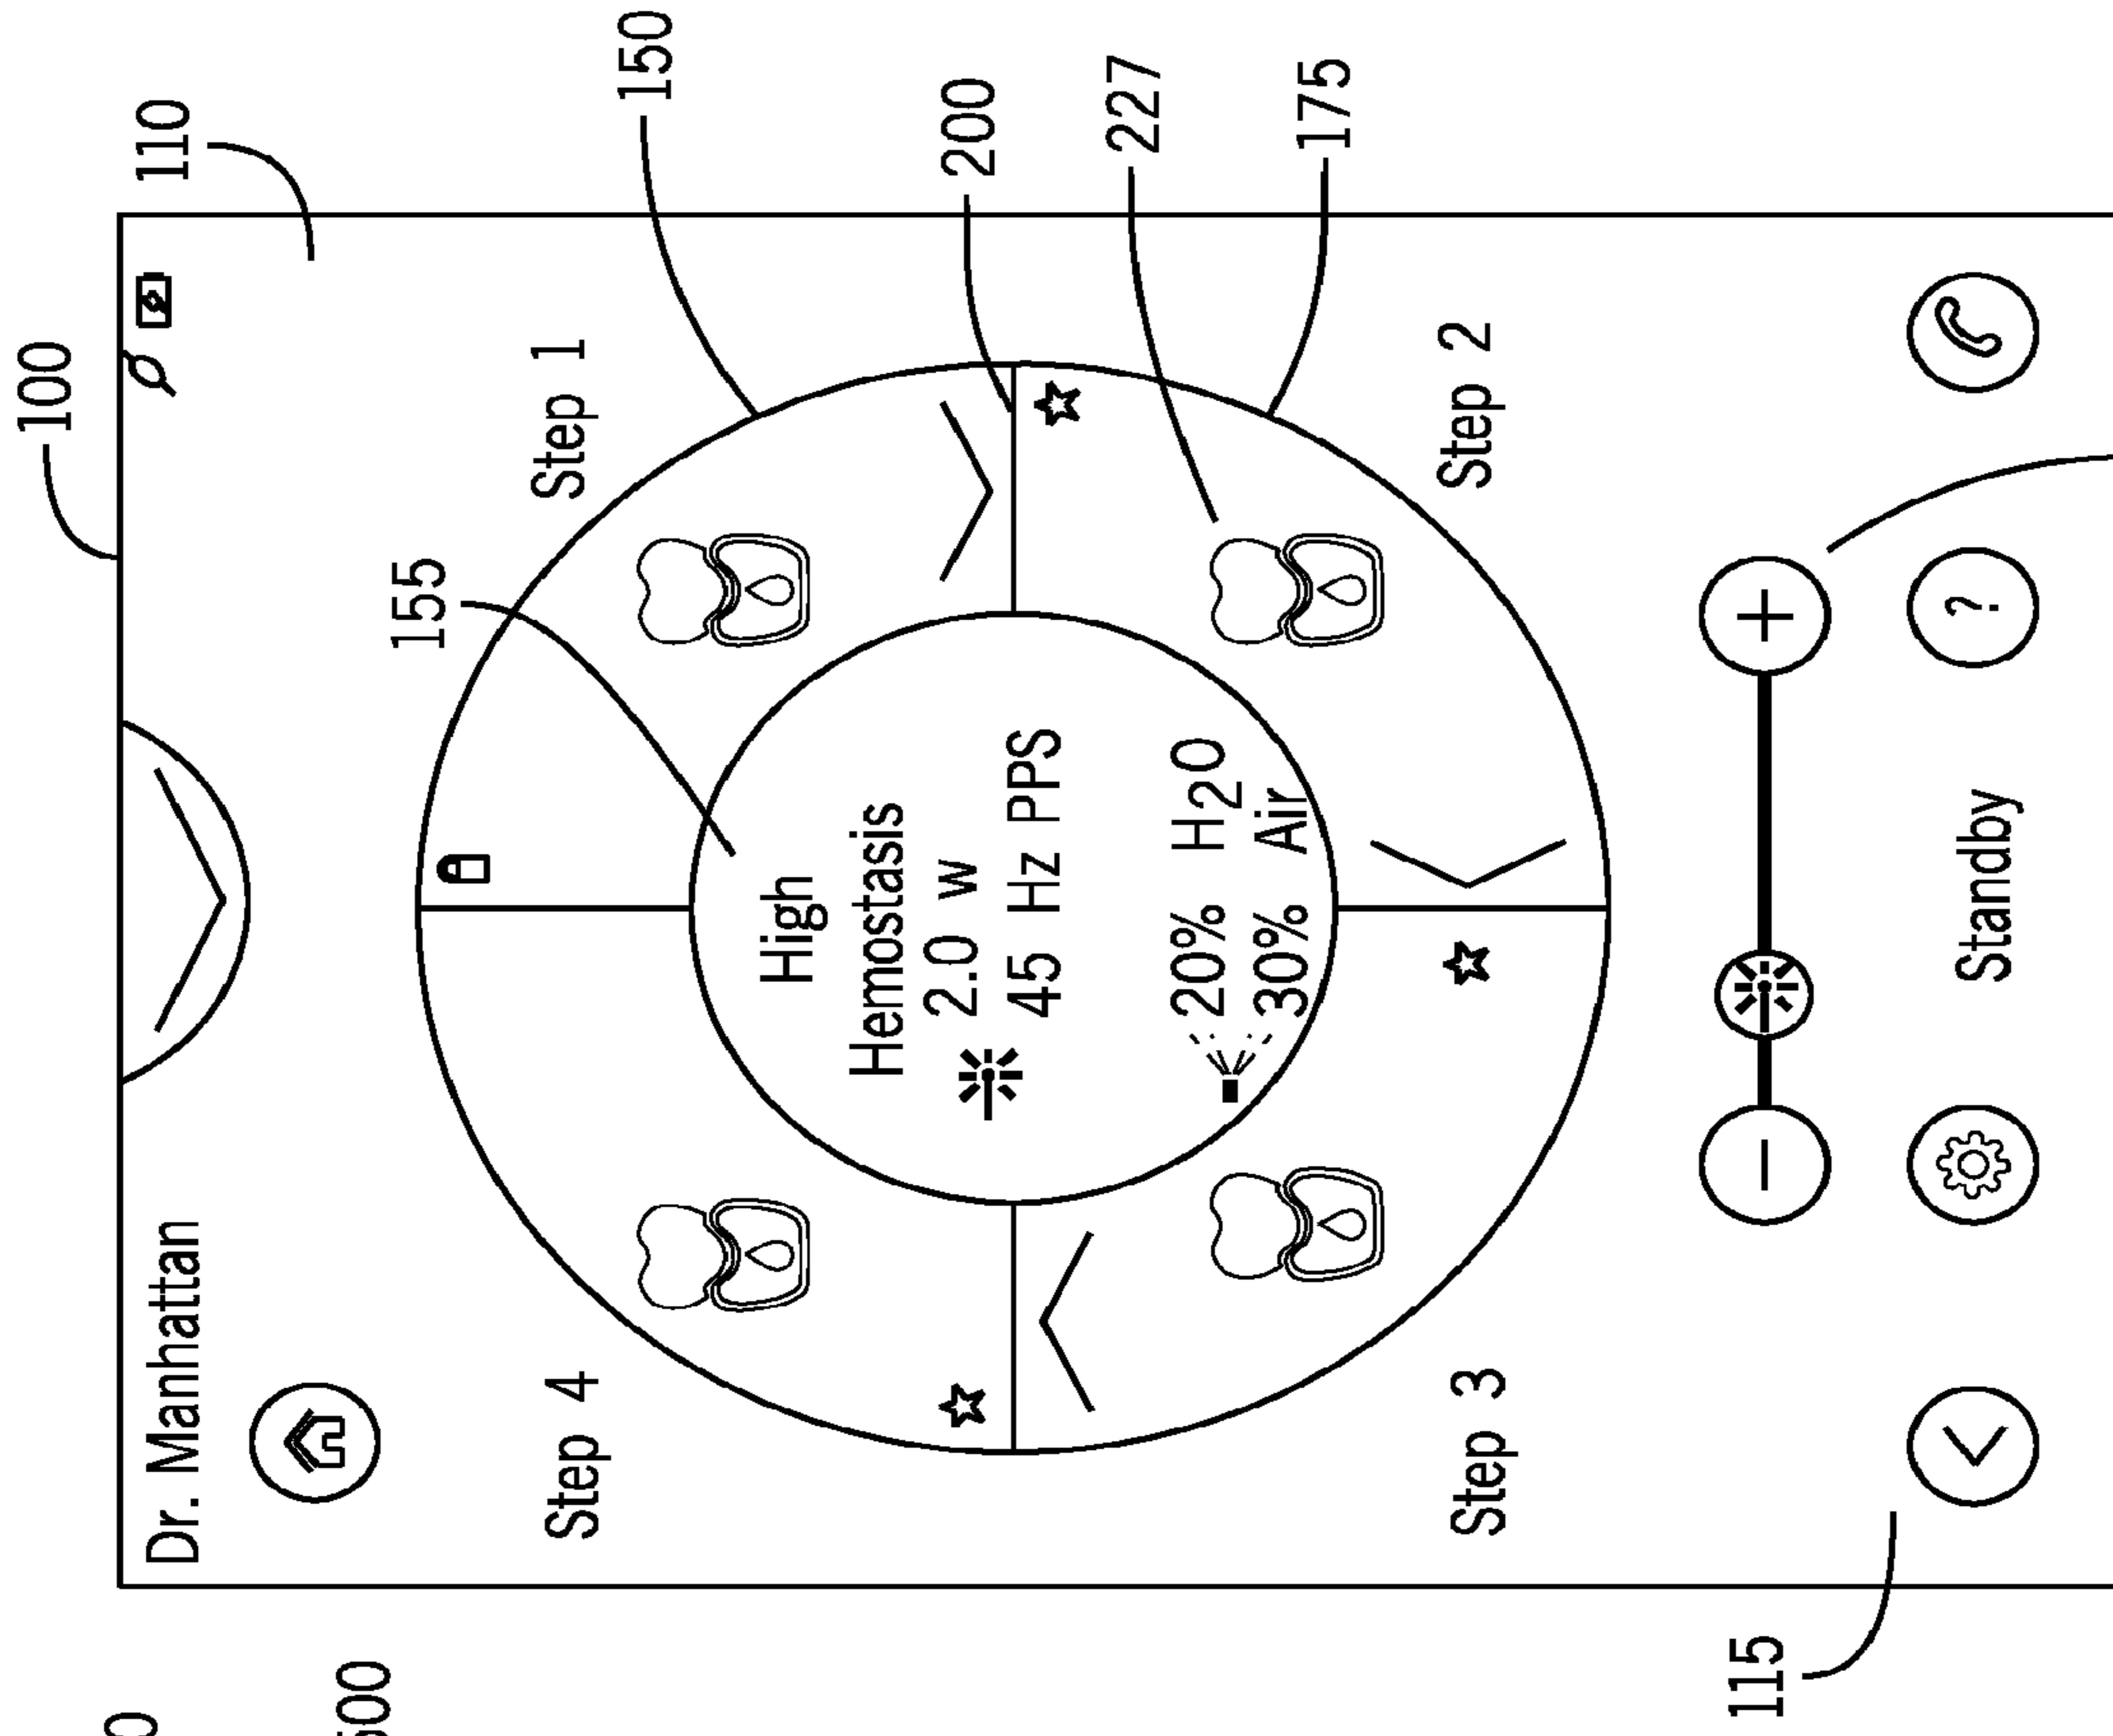 100
Dr. Manhattan
110
155
Step 4
Step 1
150
High
Hemostasis
2.0 w
200
45 Hz PPS
227
20% H2O
30% Air
175
Step 3
Step 2
115
Standby
?